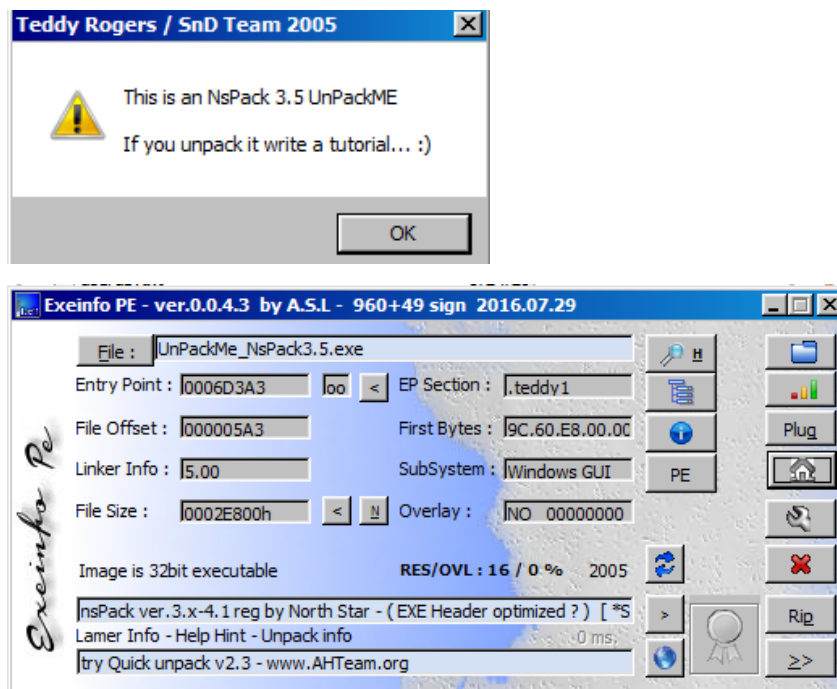 Teddy Rogers / SnD Team 2005
This is an NsPack 3.5 UnPackME
If you unpack it write a tutorial... :)
OK
Exeinfo PE - ver.0.0.4.3 by A.S.L - 960+49 sign 2016.07.29
File : UnPackMe_NsPack3.5.exe H
Entry Point : 0006D3A3 oo < EP Section : .teddy1
File Offset : 000005A3 First Bytes : 9C.60.E8.00.00 Plug
Linker Info : 5.00 SubSystem : Windows GUI PE
File Size : 0002E800h < N Overlay : NO 00000000
Image is 32bit executable RES/OVL : 16 / 0 % 2005
nsPack ver.3.x-4.1 reg by North Star - ( EXE Header optimized ? ) [ *S > Rip
Lamer Info - Help Hint - Unpack info 0 ms.
try Quick unpack v2.3 - www.AHTeam.org >>
Exeinfo Pe